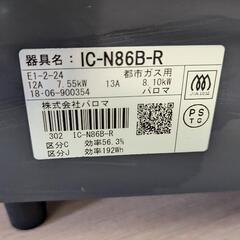 器具名: IC-N86B-R
E1-2-24 都市ガス用
12A 7.55kW 13A 8.10kW
18・06-900354 パロマ
株式会社パロマ
302 IC-N86B-R
区分C 効率56.3%
区分J 効率192Wh
JIA
PS
TG